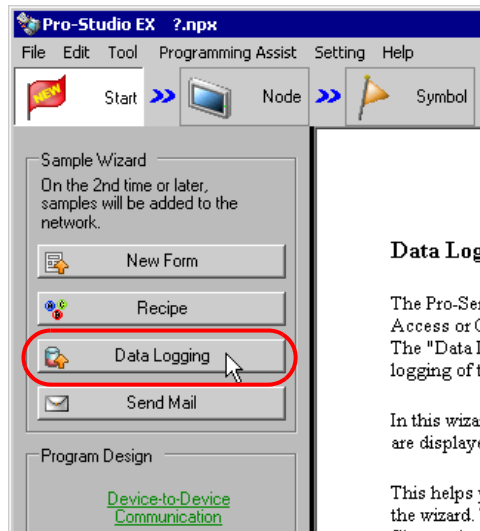 Pro-Studio EX ?.npx
File Edit Tool Programming Assist Setting Help
NEW Start Node Symbol
Sample Wizard
On the 2nd time or later,
samples will be added to the
network.
New Form
Recipe
Data Logging
Send Mail
Program Design
Device-to-Device
Communication
Data Log
The Pro-Se
Access or
The "Data
logging of
In this wiza
are displaye
This helps
the wizard.